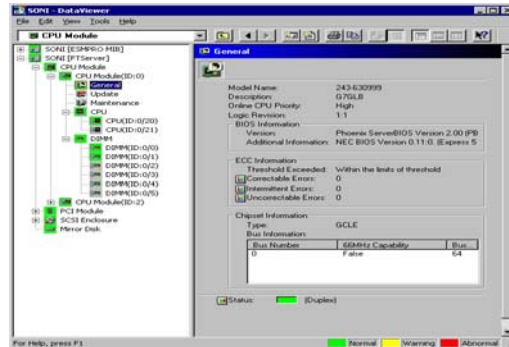 SONI - DataViewer
File Edit View Tools Help
CPU Module
SONI [ESMPRO MIB]
SONI [FTServer]
CPU Module
CPU Module(ID:0)
General
Update
Maintenance
CPU
CPU(ID:0/20)
CPU(ID:0/21)
DIMM
DIMM(ID:0/0)
DIMM(ID:0/1)
DIMM(ID:0/2)
DIMM(ID:0/3)
DIMM(ID:0/4)
DIMM(ID:0/5)
CPU Module(ID:2)
PCI Module
SCSI Enclosure
Mirror Disk
General
Model Name: 243-630999
Description: G7GLB
Online CPU Priority: High
Logic Revision: 1:1
BIOS Information
Version: Phoenix ServerBIOS Version 2.00 (PB
Additional Information: NEC BIOS Version 0.11.0. (Express 5
ECC Information
Threshold Exceeded: Within the limits of threshold
Correctable Errors: 0
Intermittent Errors: 0
Uncorrectable Errors: 0
Chipset Information
Type: GCLE
Bus Information:
Bus Number 66MHz Capability Bus...
0 False 64
Status: (Duplex)
For Help, press F1
Normal Warning Abnormal